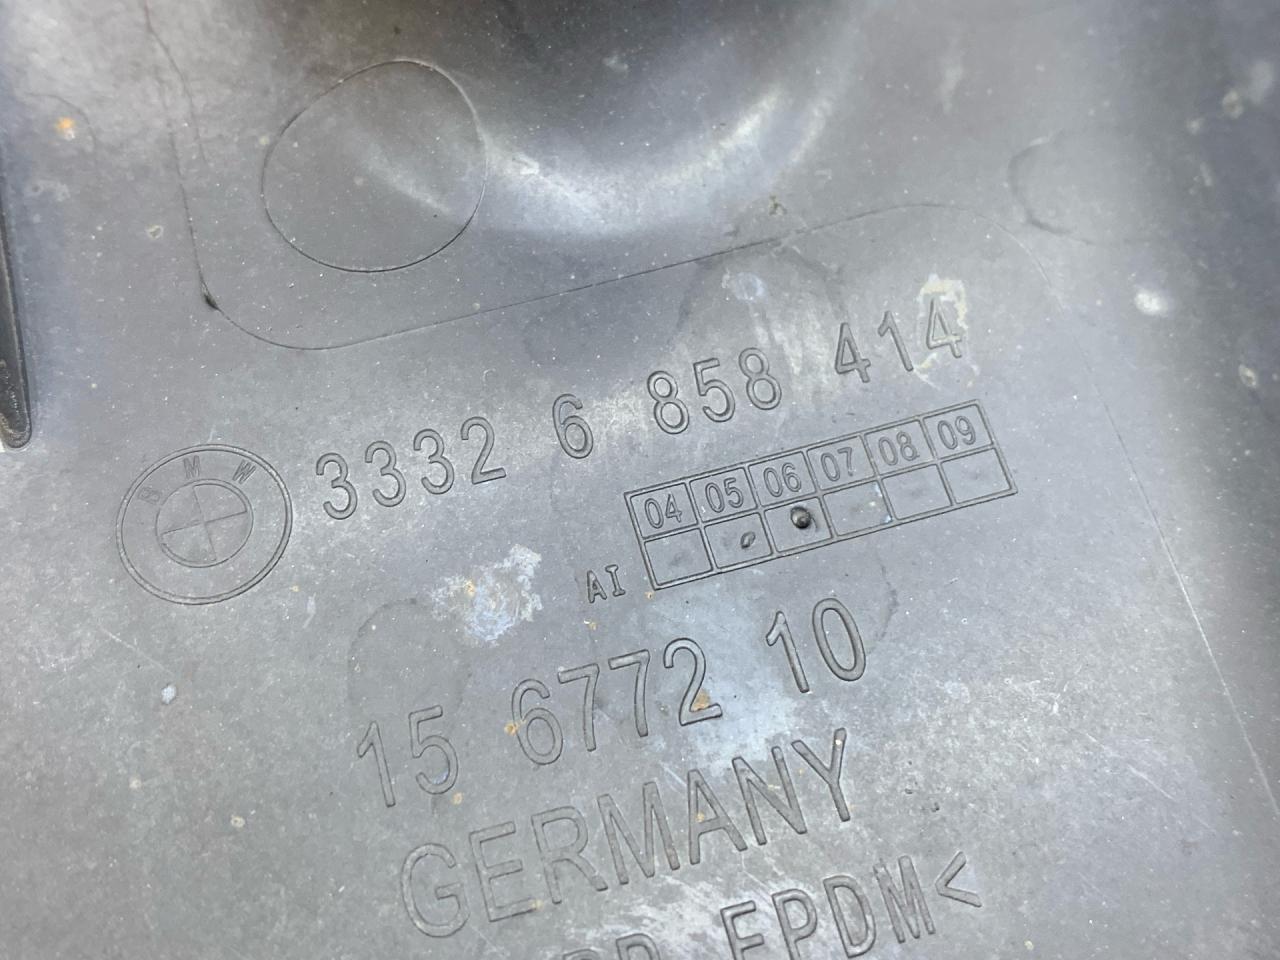 BMW 3332 6 858 414
04 05 06 07 08 09
AI
15 6772 10
GERMANY
EPDM<